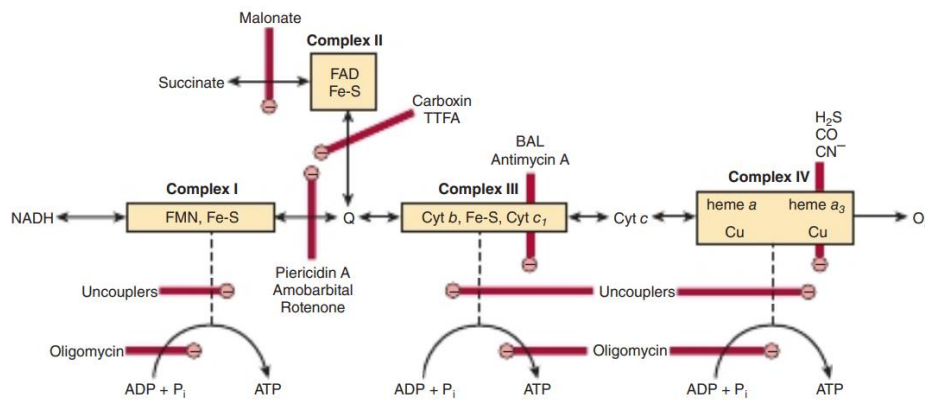 Malonate
Complex II
Succinate
FAD
Fe-S
Carboxin
TTFA
H₂S
CO
CN⁻
BAL
Antimycin A
Complex I
Complex III
Complex IV
NADH
FMN, Fe-S
Q
Cyt b, Fe-S, Cyt c₁
Cyt c
heme a
heme a₃
Cu
Cu
O
Piericidin A
Amobarbital
Rotenone
Uncouplers
Uncouplers
Oligomycin
Oligomycin
ADP + Pᵢ
ATP
ADP + Pᵢ
ATP
ADP + Pᵢ
ATP